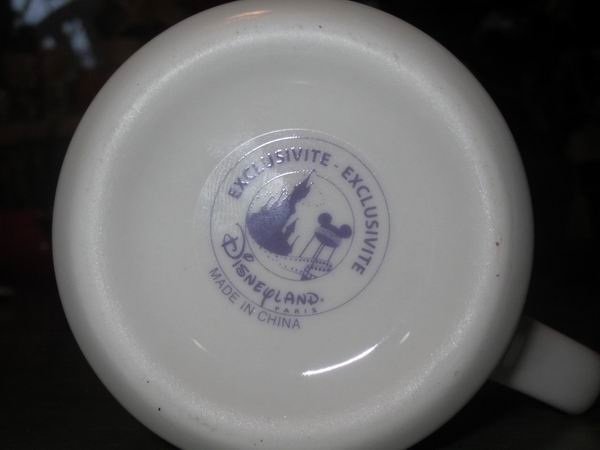 EXCLUSIVITE - EXCLUSIVITE
DISNEYLAND.
PARIS
MADE IN CHINA